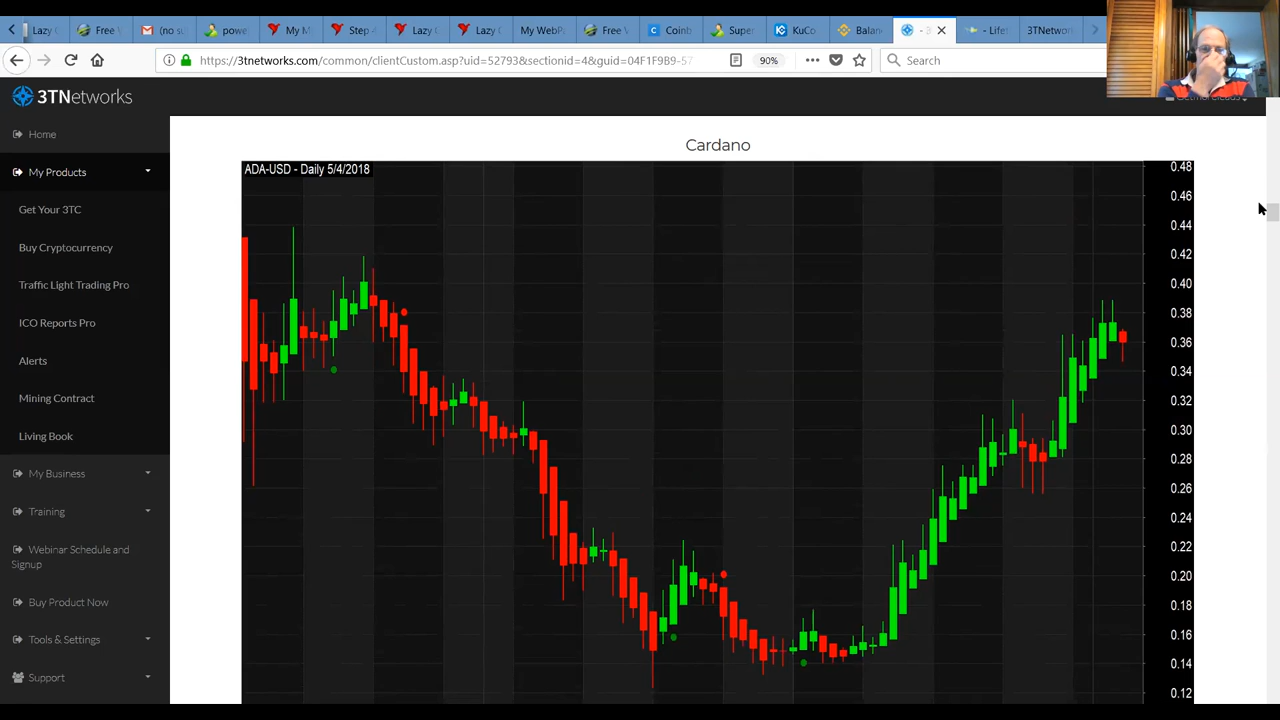 Lazy G
Free V
(no su
power
My M
Step -
Lazy
Lazy
My WebP
Free V
Coinb
Super
KuCo
Balan
- 3
- Lifet
3TNetwor
https://3tnetworks.com/common/clientComm.asp?uid=52793&sectionid=4&guid=04F1F9B9-57
90%
Search
3TNetworks
Home
My Products
Get Your 3TC
Buy Cryptocurrency
Traffic Light Trading Pro
ICO Reports Pro
Alerts
Mining Contract
Living Book
My Business
Training
Webinar Schedule and
Signup
Buy Product Now
Tools & Settings
Support
Cardano
ADA-USD - Daily 5/4/2018
0.48
0.46
0.44
0.42
0.40
0.38
0.36
0.34
0.32
0.30
0.28
0.26
0.24
0.22
0.20
0.18
0.16
0.14
0.12